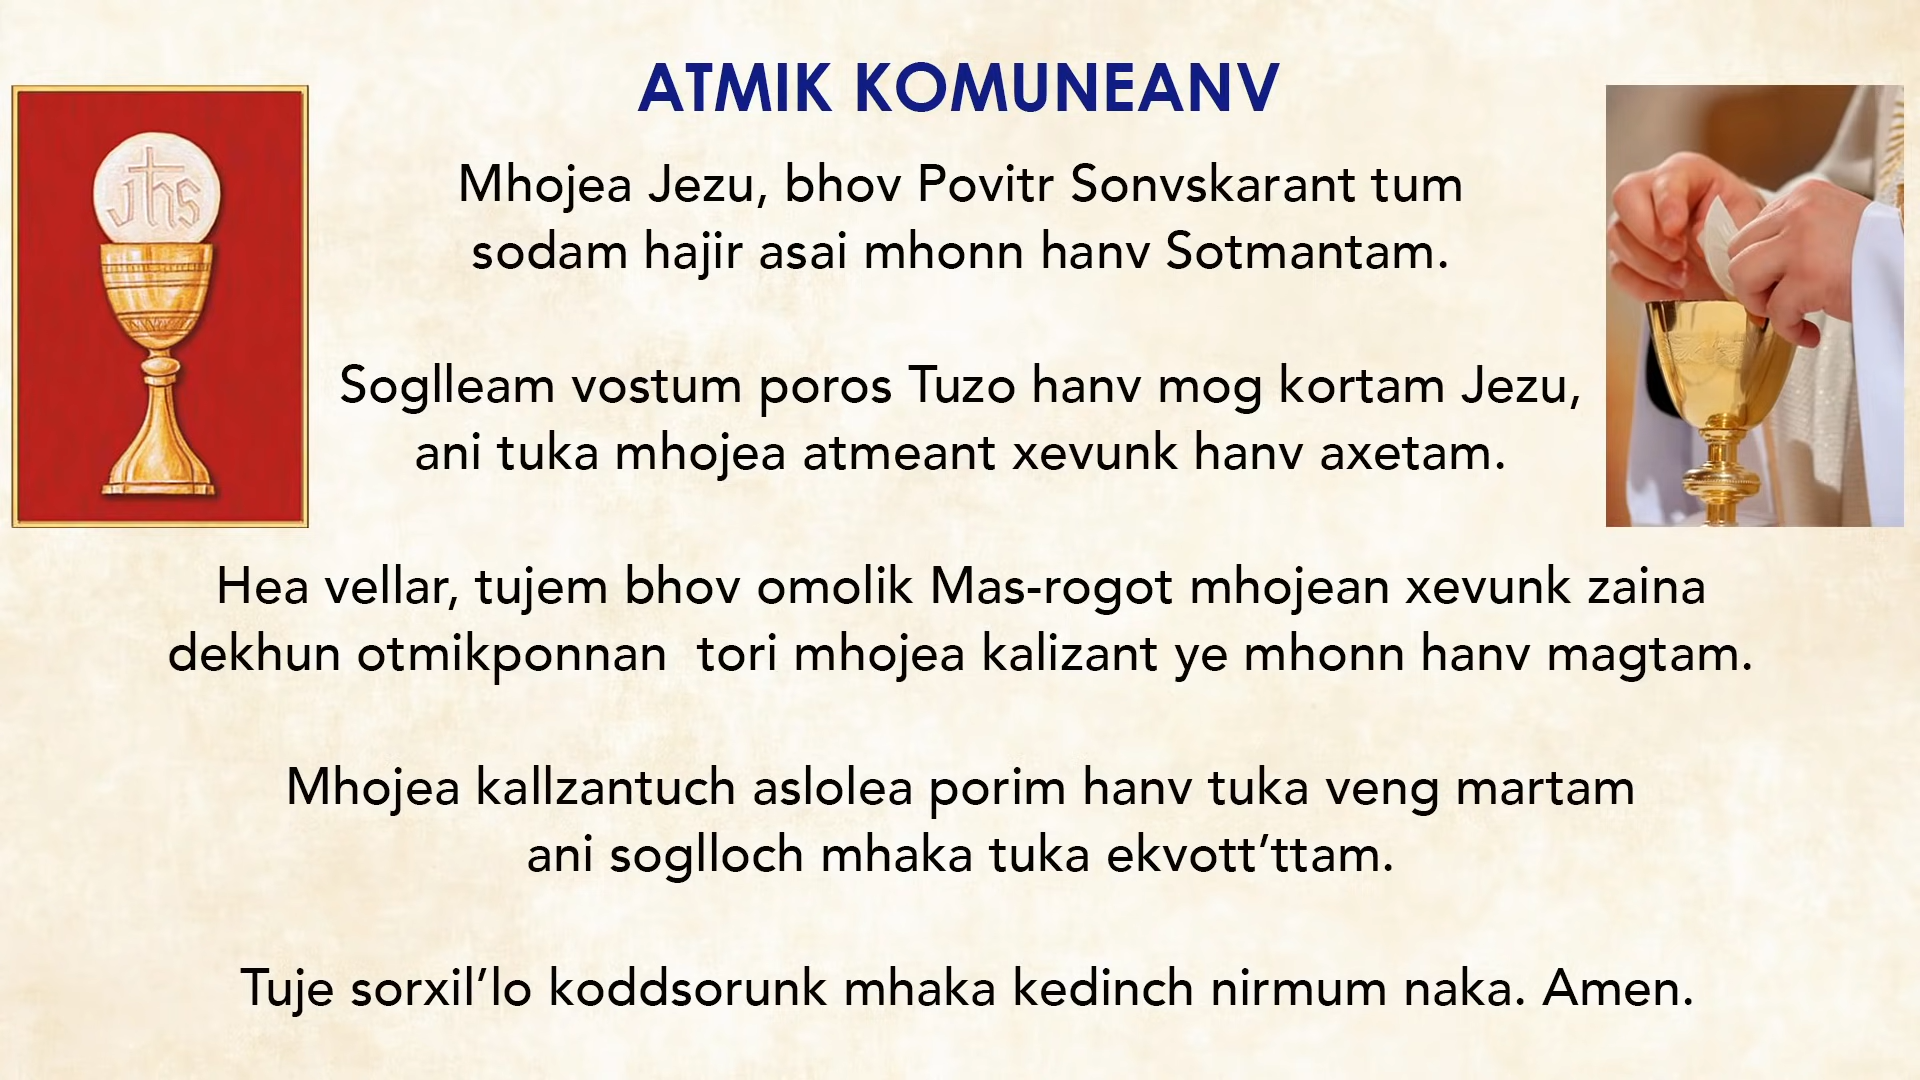 ATMIK KOMUNEANV
Mhojea Jezu, bhov Povitr Sonvskarant tum
sodam hajir asai mhonn hanv Sotmantam.
Soglleam vostum poros Tuzo hanv mog kortam Jezu,
ani tuka mhojea atmeant xevunk hanv axetam.
Hea vellar, tujem bhov omolik Mas-rogot mhojean xevunk zaina
dekhun otmikponnan  tori mhojea kalizant ye mhonn hanv magtam.
Mhojea kallzantuch aslolea porim hanv tuka veng martam
ani soglloch mhaka tuka ekvott’ttam.
Tuje sorxil’lo koddsorunk mhaka kedinch nirmum naka. Amen.
jhs